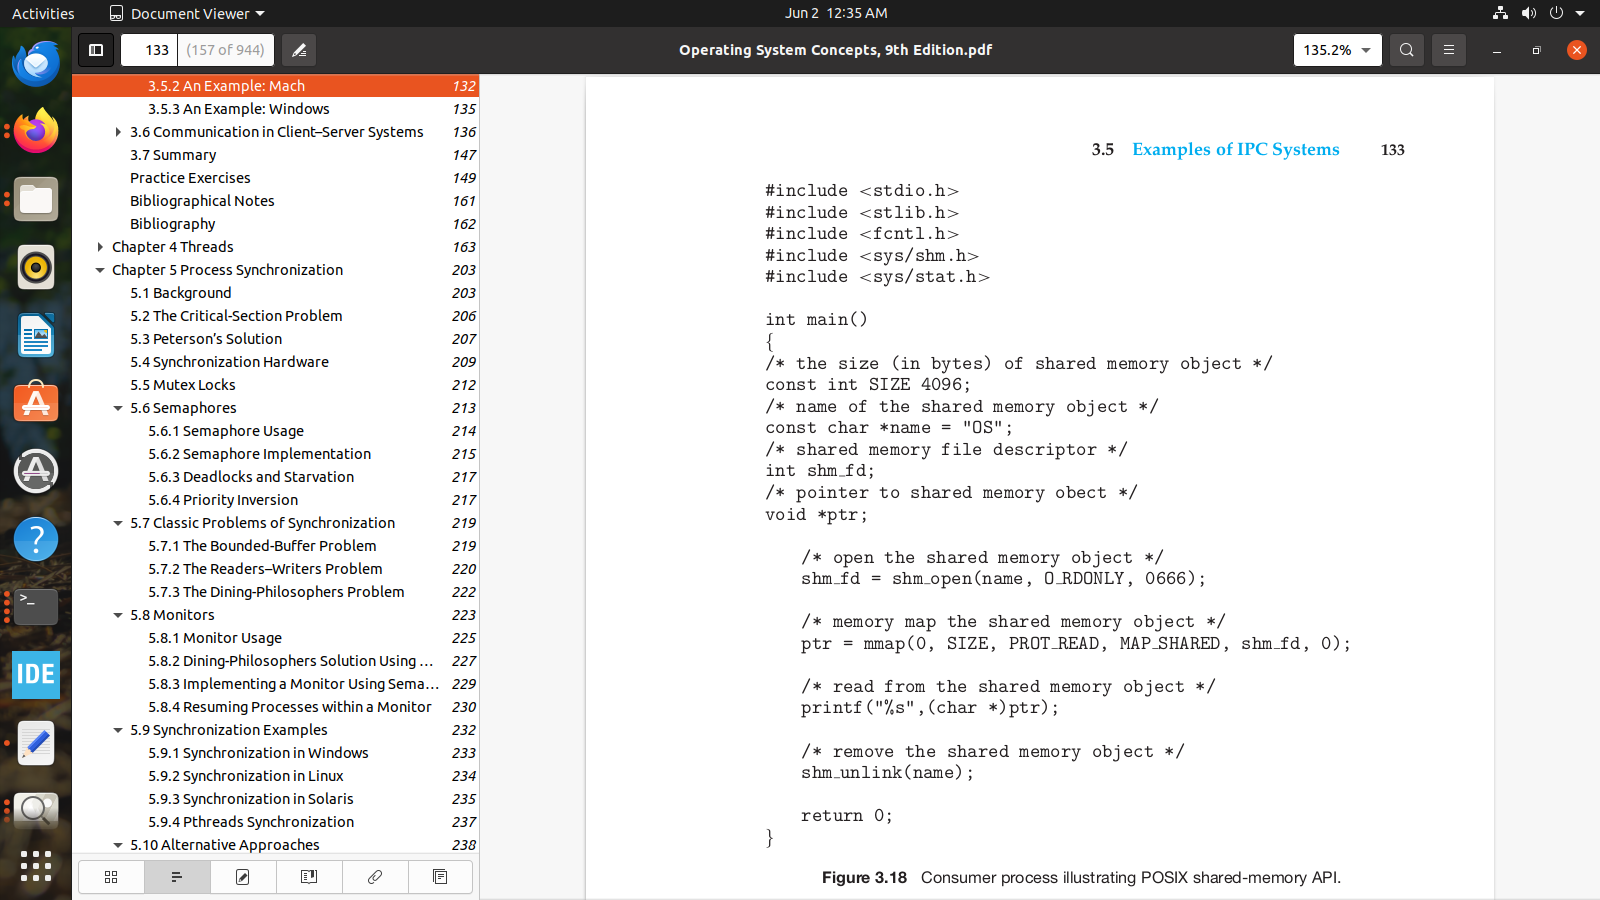 Activities
Document Viewer
Jun 2 12:35 AM
133
(157 of 944)
Operating System Concepts, 9th Edition.pdf
135.2%
3.5.2 An Example: Mach 132
3.5.3 An Example: Windows 135
3.6 Communication in Client–Server Systems 136
3.7 Summary 147
Practice Exercises 149
Bibliographical Notes 161
Bibliography 162
Chapter 4 Threads 163
Chapter 5 Process Synchronization 203
5.1 Background 203
5.2 The Critical-Section Problem 206
5.3 Peterson’s Solution 207
5.4 Synchronization Hardware 209
5.5 Mutex Locks 212
5.6 Semaphores 213
5.6.1 Semaphore Usage 214
5.6.2 Semaphore Implementation 215
5.6.3 Deadlocks and Starvation 217
5.6.4 Priority Inversion 217
5.7 Classic Problems of Synchronization 219
5.7.1 The Bounded-Buffer Problem 219
5.7.2 The Readers–Writers Problem 220
5.7.3 The Dining-Philosophers Problem 222
5.8 Monitors 223
5.8.1 Monitor Usage 225
5.8.2 Dining-Philosophers Solution Using … 227
5.8.3 Implementing a Monitor Using Sema… 229
5.8.4 Resuming Processes within a Monitor 230
5.9 Synchronization Examples 232
5.9.1 Synchronization in Windows 233
5.9.2 Synchronization in Linux 234
5.9.3 Synchronization in Solaris 235
5.9.4 Pthreads Synchronization 237
5.10 Alternative Approaches 238
IDE
3.5 Examples of IPC Systems 133
#include <stdio.h>
#include <stlib.h>
#include <fcntl.h>
#include <sys/shm.h>
#include <sys/stat.h>
int main()
{
/* the size (in bytes) of shared memory object */
const int SIZE 4096;
/* name of the shared memory object */
const char *name = "OS";
/* shared memory file descriptor */
int shm_fd;
/* pointer to shared memory obect */
void *ptr;
/* open the shared memory object */
shm_fd = shm_open(name, O_RDONLY, 0666);
/* memory map the shared memory object */
ptr = mmap(0, SIZE, PROT_READ, MAP_SHARED, shm_fd, 0);
/* read from the shared memory object */
printf("%s",(char *)ptr);
/* remove the shared memory object */
shm_unlink(name);
return 0;
}
Figure 3.18 Consumer process illustrating POSIX shared-memory API.